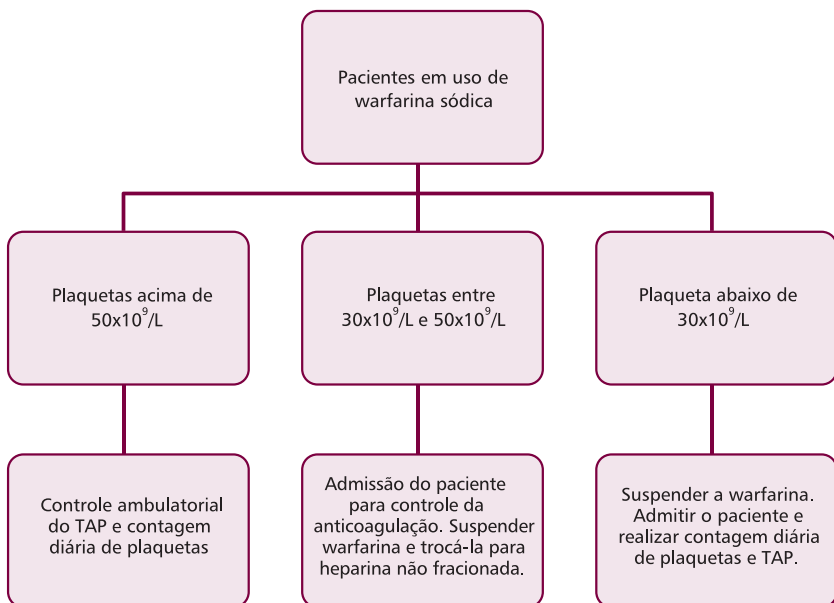 Pacientes em uso de
warfarina sódica
Plaquetas acima de
50x10⁹/L
Plaquetas entre
30x10⁹/L e 50x10⁹/L
Plaqueta abaixo de
30x10⁹/L
Controle ambulatorial
do TAP e contagem
diária de plaquetas
Admissão do paciente
para controle da
anticoagulação. Suspender
warfarina e trocá-la para
heparina não fracionada.
Suspender a warfarina.
Admitir o paciente e
realizar contagem diária
de plaquetas e TAP.